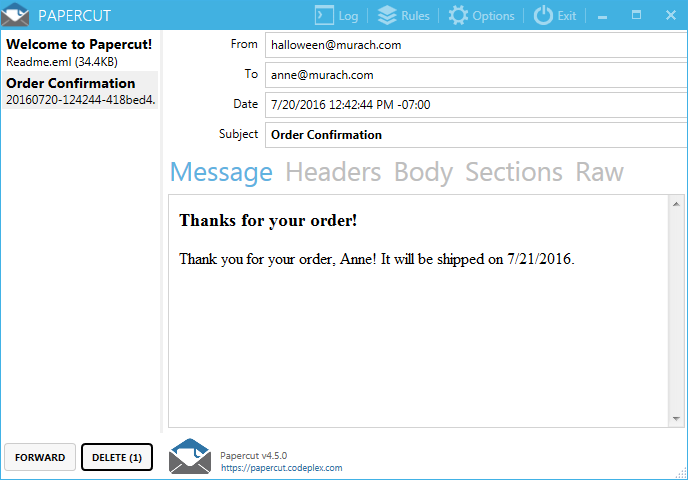 PAPERCUT
Log
Rules
Options
Exit
Welcome to Papercut!
Readme.eml (34.4KB)
Order Confirmation
20160720-124244-418bed4.
From halloween@murach.com
To anne@murach.com
Date 7/20/2016 12:42:44 PM -07:00
Subject Order Confirmation
Message Headers Body Sections Raw
Thanks for your order!
Thank you for your order, Anne! It will be shipped on 7/21/2016.
FORWARD
DELETE (1)
Papercut v4.5.0
https://papercut.codeplex.com